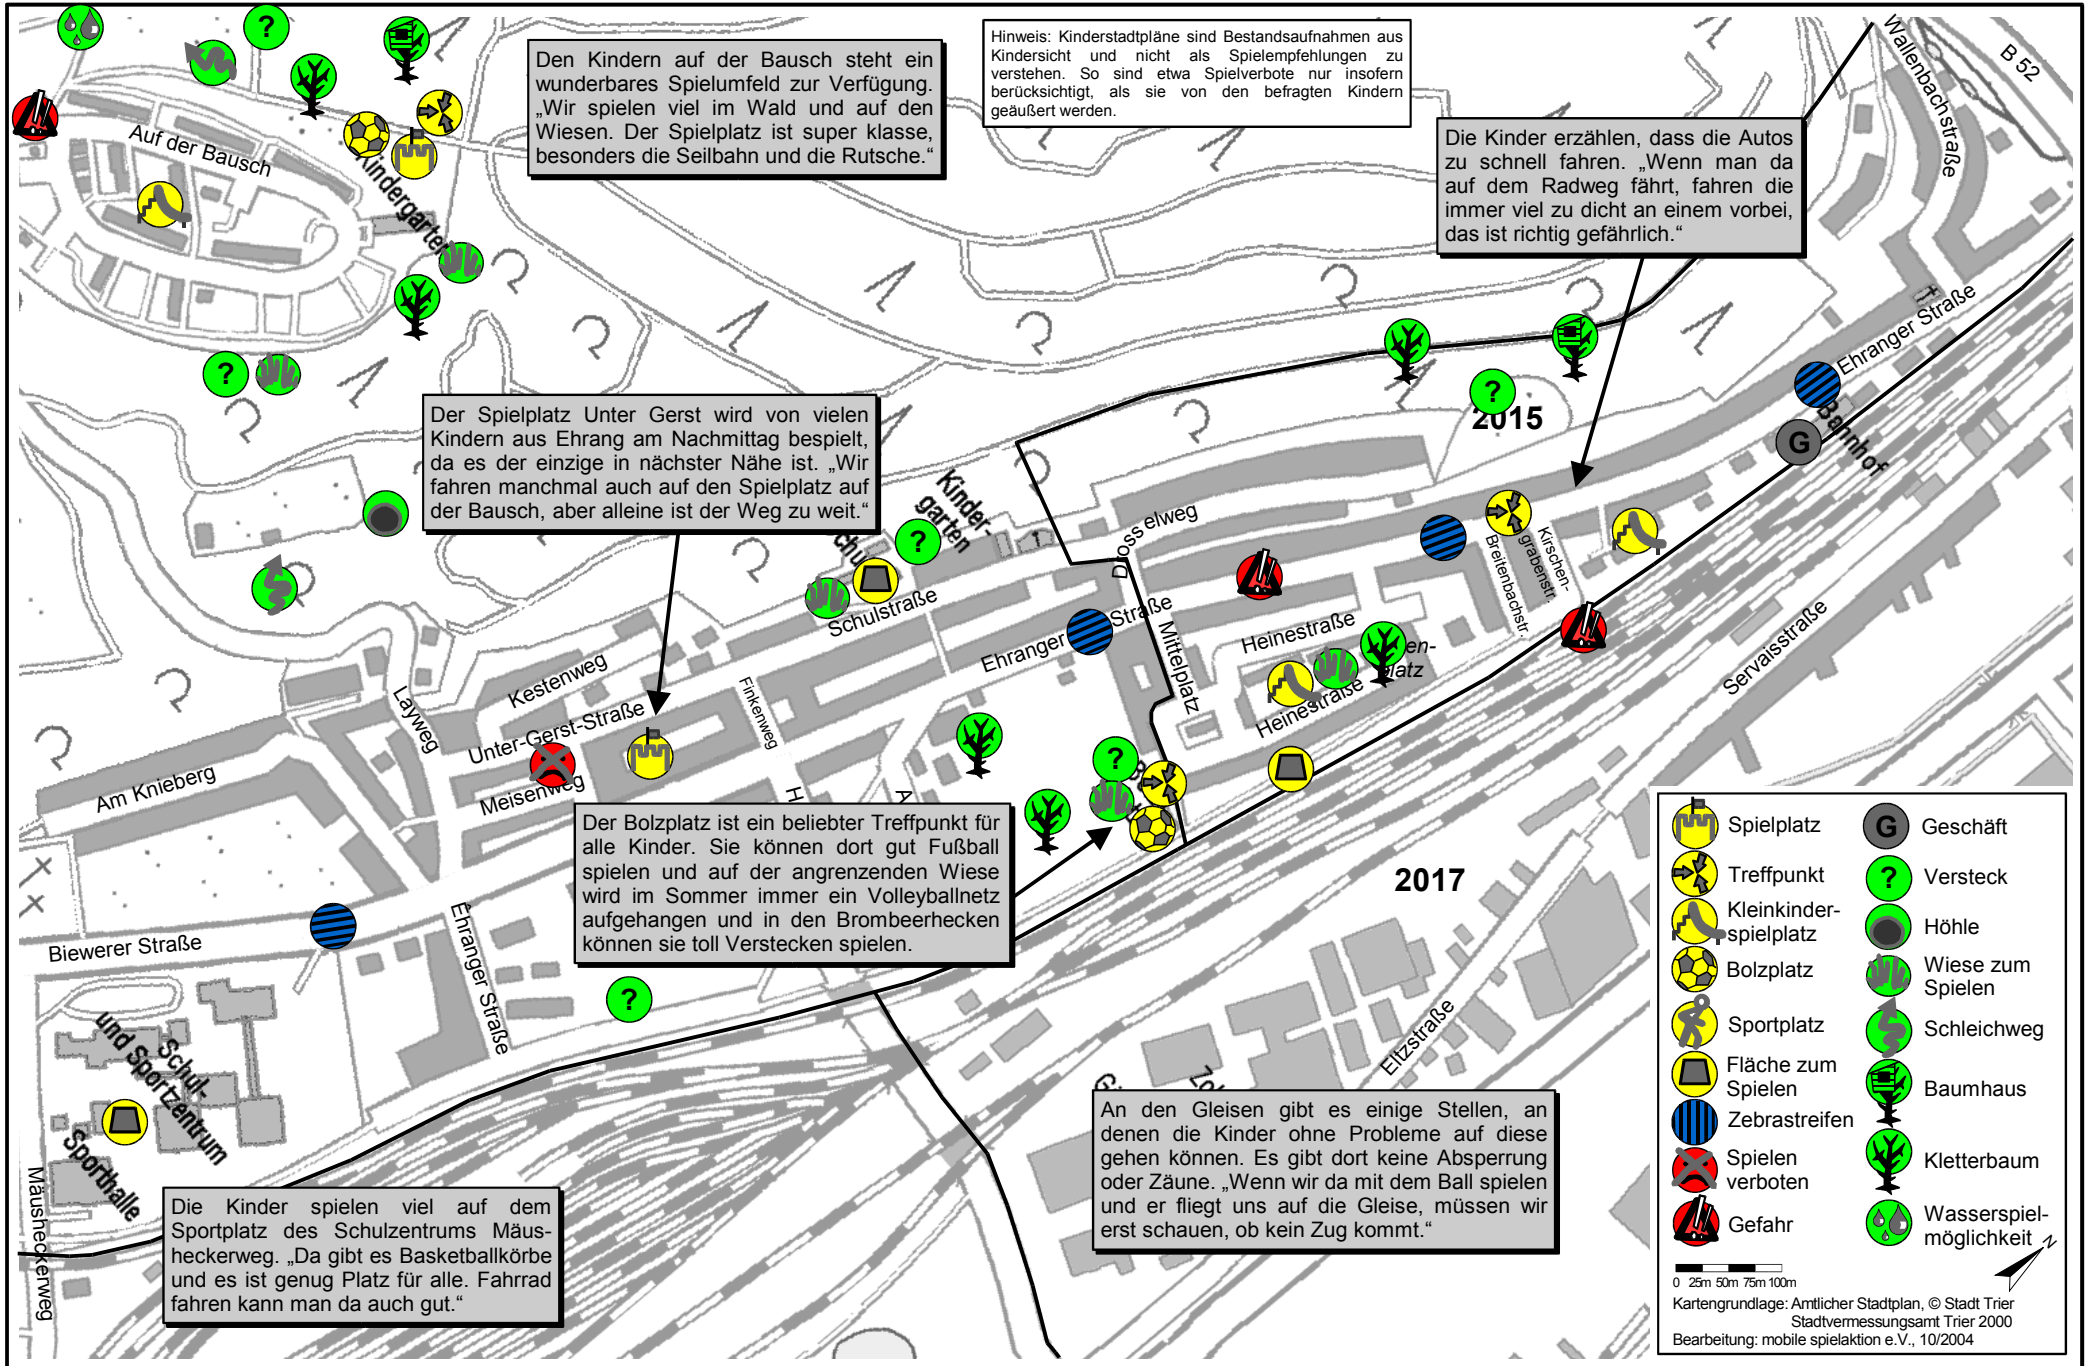 Den Kindern auf der Bausch steht ein
wunderbares Spielumfeld zur Verfügung.
„Wir spielen viel im Wald und auf den
Wiesen. Der Spielplatz ist super klasse,
besonders die Seilbahn und die Rutsche.“
Hinweis: Kinderstadtpläne sind Bestandsaufnahmen aus
Kindersicht und nicht als Spielempfehlungen zu
verstehen. So sind etwa Spielverbote nur insofern
berücksichtigt, als sie von den befragten Kindern
geäußert werden.
Wallenbachstraße
B 52
Die Kinder erzählen, dass die Autos
zu schnell fahren. „Wenn man da
auf dem Radweg fährt, fahren die
immer viel zu dicht an einem vorbei,
das ist richtig gefährlich.“
Auf der Bausch
Kindergarten
Ehranger Straße
Bahnhof
G
2015
Der Spielplatz Unter Gerst wird von vielen
Kindern aus Ehrang am Nachmittag bespielt,
da es der einzige in nächster Nähe ist. „Wir
fahren manchmal auch auf den Spielplatz auf
der Bausch, aber alleine ist der Weg zu weit.“
Kinder-
garten
Drosselweg
Kirschen-
grabenstr.
Breitenbachstr.
Schulstraße
Ehranger Straße
Mittelplatz
Heinestraße
Heinestraße
Servaisstraße
Kestenweg
Layweg
Unter-Gerst-Straße
Finkenweg
Meisenweg
Am Knieberg
H
A
Der Bolzplatz ist ein beliebter Treffpunkt für
alle Kinder. Sie können dort gut Fußball
spielen und auf der angrenzenden Wiese
wird im Sommer immer ein Volleyballnetz
aufgehangen und in den Brombeerhecken
können sie toll Verstecken spielen.
2017
Biewerer Straße
Ehranger Straße
Schul-
und Sportzentrum
Sporthalle
Mäusheckerweg
Eltzstraße
An den Gleisen gibt es einige Stellen, an
denen die Kinder ohne Probleme auf diese
gehen können. Es gibt dort keine Absperrung
oder Zäune. „Wenn wir da mit dem Ball spielen
und er fliegt uns auf die Gleise, müssen wir
erst schauen, ob kein Zug kommt.“
Die Kinder spielen viel auf dem
Sportplatz des Schulzentrums Mäus-
heckerweg. „Da gibt es Basketballkörbe
und es ist genug Platz für alle. Fahrrad
fahren kann man da auch gut.“
Spielplatz
Treffpunkt
Kleinkinder-
spielplatz
Bolzplatz
Sportplatz
Fläche zum
Spielen
Zebrastreifen
Spielen
verboten
Gefahr
G Geschäft
? Versteck
Höhle
Wiese zum
Spielen
Schleichweg
Baumhaus
Kletterbaum
Wasserspiel-
möglichkeit
N
0 25m 50m 75m 100m
Kartengrundlage: Amtlicher Stadtplan, © Stadt Trier
Stadtvermessungsamt Trier 2000
Bearbeitung: mobile spielaktion e.V., 10/2004